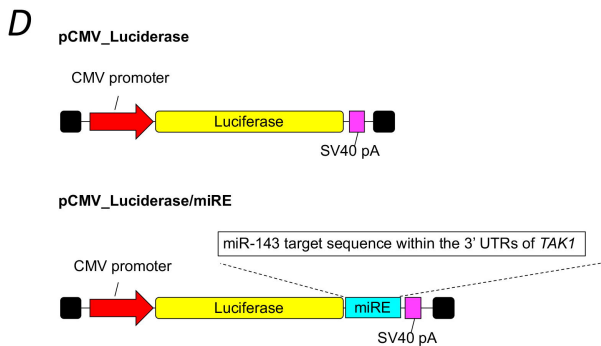 D
pCMV_Luciderase
CMV promoter
Luciferase
SV40 pA
pCMV_Luciderase/miRE
miR-143 target sequence within the 3' UTRs of TAK1
CMV promoter
Luciferase
miRE
SV40 pA